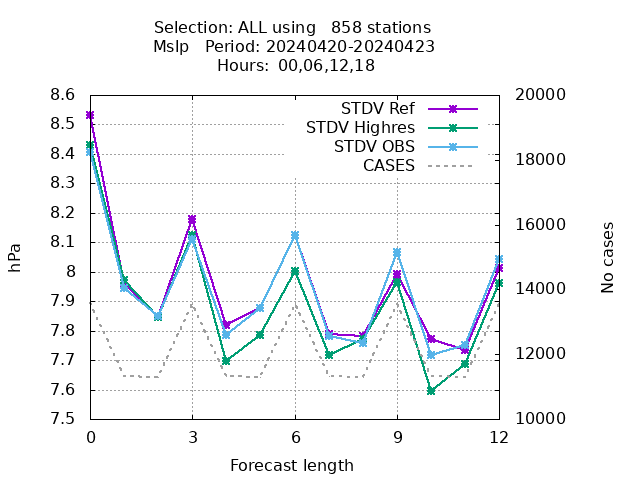 Selection: ALL using   858 stations
Mslp   Period: 20240420-20240423
Hours:  00,06,12,18
STDV Ref
STDV Highres
STDV OBS
CASES
8.6
8.5
8.4
8.3
8.2
8.1
8
7.9
7.8
7.7
7.6
7.5
hPa
20000
18000
16000
14000
12000
10000
No cases
0 3 6 9 12
Forecast length